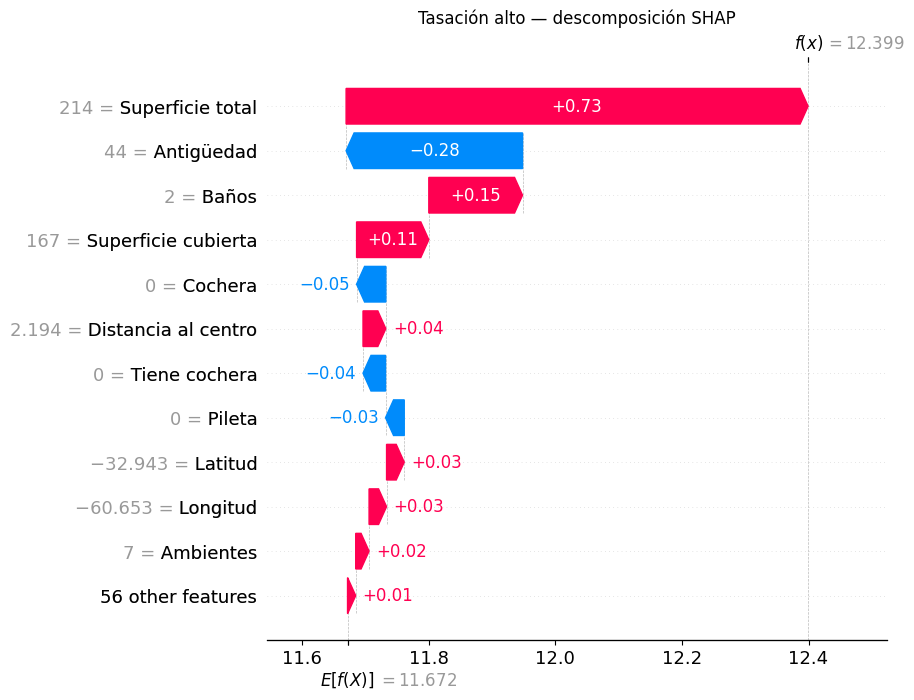 Tasación alto — descomposición SHAP
f(x) = 12.399
214 = Superficie total
+0.73
44 = Antigüedad
−0.28
2 = Baños
+0.15
167 = Superficie cubierta
+0.11
0 = Cochera
−0.05
2.194 = Distancia al centro
+0.04
0 = Tiene cochera
−0.04
0 = Pileta
−0.03
−32.943 = Latitud
+0.03
−60.653 = Longitud
+0.03
7 = Ambientes
+0.02
56 other features
+0.01
11.6 11.8 12.0 12.2 12.4
E[f(X)] = 11.672